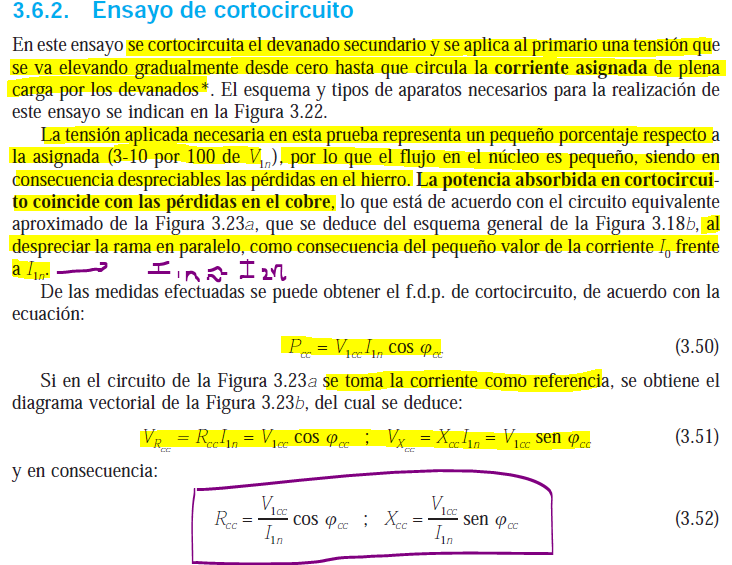 3.6.2. Ensayo de cortocircuito
En este ensayo se cortocircuita el devanado secundario y se aplica al primario una tensión que
se va elevando gradualmente desde cero hasta que circula la corriente asignada de plena
carga por los devanados*. El esquema y tipos de aparatos necesarios para la realización de
este ensayo se indican en la Figura 3.22.
La tensión aplicada necesaria en esta prueba representa un pequeño porcentaje respecto a
la asignada (3-10 por 100 de V1n), por lo que el flujo en el núcleo es pequeño, siendo en
consecuencia despreciables las pérdidas en el hierro. La potencia absorbida en cortocircui-
to coincide con las pérdidas en el cobre, lo que está de acuerdo con el circuito equivalente
aproximado de la Figura 3.23a, que se deduce del esquema general de la Figura 3.18b, al
despreciar la rama en paralelo, como consecuencia del pequeño valor de la corriente I0 frente
a I1n. → I1n ≈ I2n
De las medidas efectuadas se puede obtener el f.d.p. de cortocircuito, de acuerdo con la
ecuación:
Pcc = V1cc I1n cos φcc (3.50)
Si en el circuito de la Figura 3.23a se toma la corriente como referencia, se obtiene el
diagrama vectorial de la Figura 3.23b, del cual se deduce:
VRcc = Rcc I1n = V1cc cos φcc ; VXcc = Xcc I1n = V1cc sen φcc (3.51)
y en consecuencia:
Rcc = V1cc/I1n cos φcc ; Xcc = V1cc/I1n sen φcc (3.52)